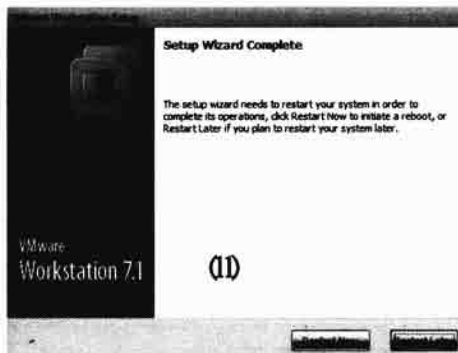 Setup Wizard Complete
The setup wizard needs to restart your system in order to
complete its operations, click Restart Now to initiate a reboot, or
Restart Later if you plan to restart your system later.
VMware
Workstation 7.1
(11)